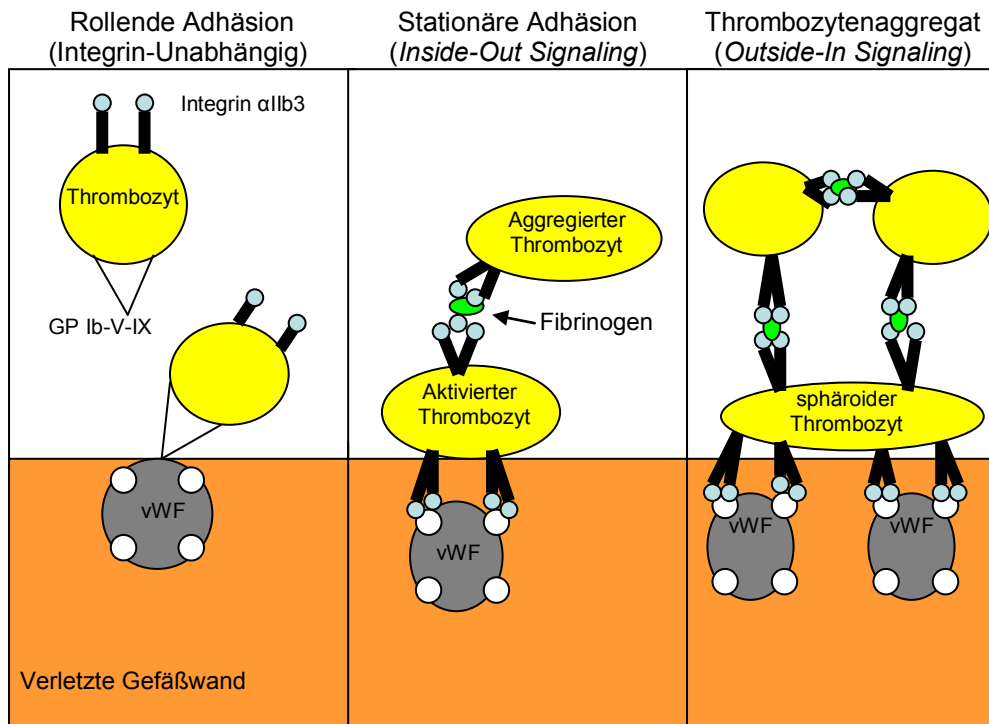 Rollende Adhäsion
(Integrin-Unabhängig)
Stationäre Adhäsion
(Inside-Out Signaling)
Thrombozytenaggregat
(Outside-In Signaling)
Integrin αIIb3
Thrombozyt
GP Ib-V-IX
vWF
Verletzte Gefäßwand
Aggregierter
Thrombozyt
Fibrinogen
Aktivierter
Thrombozyt
vWF
sphäroider
Thrombozyt
vWF
vWF